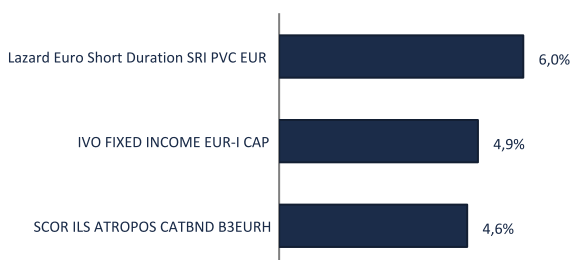 Lazard Euro Short Duration SRI PVC EUR 6,0%
IVO FIXED INCOME EUR-I CAP 4,9%
SCOR ILS ATROPOS CATBND B3EURH 4,6%